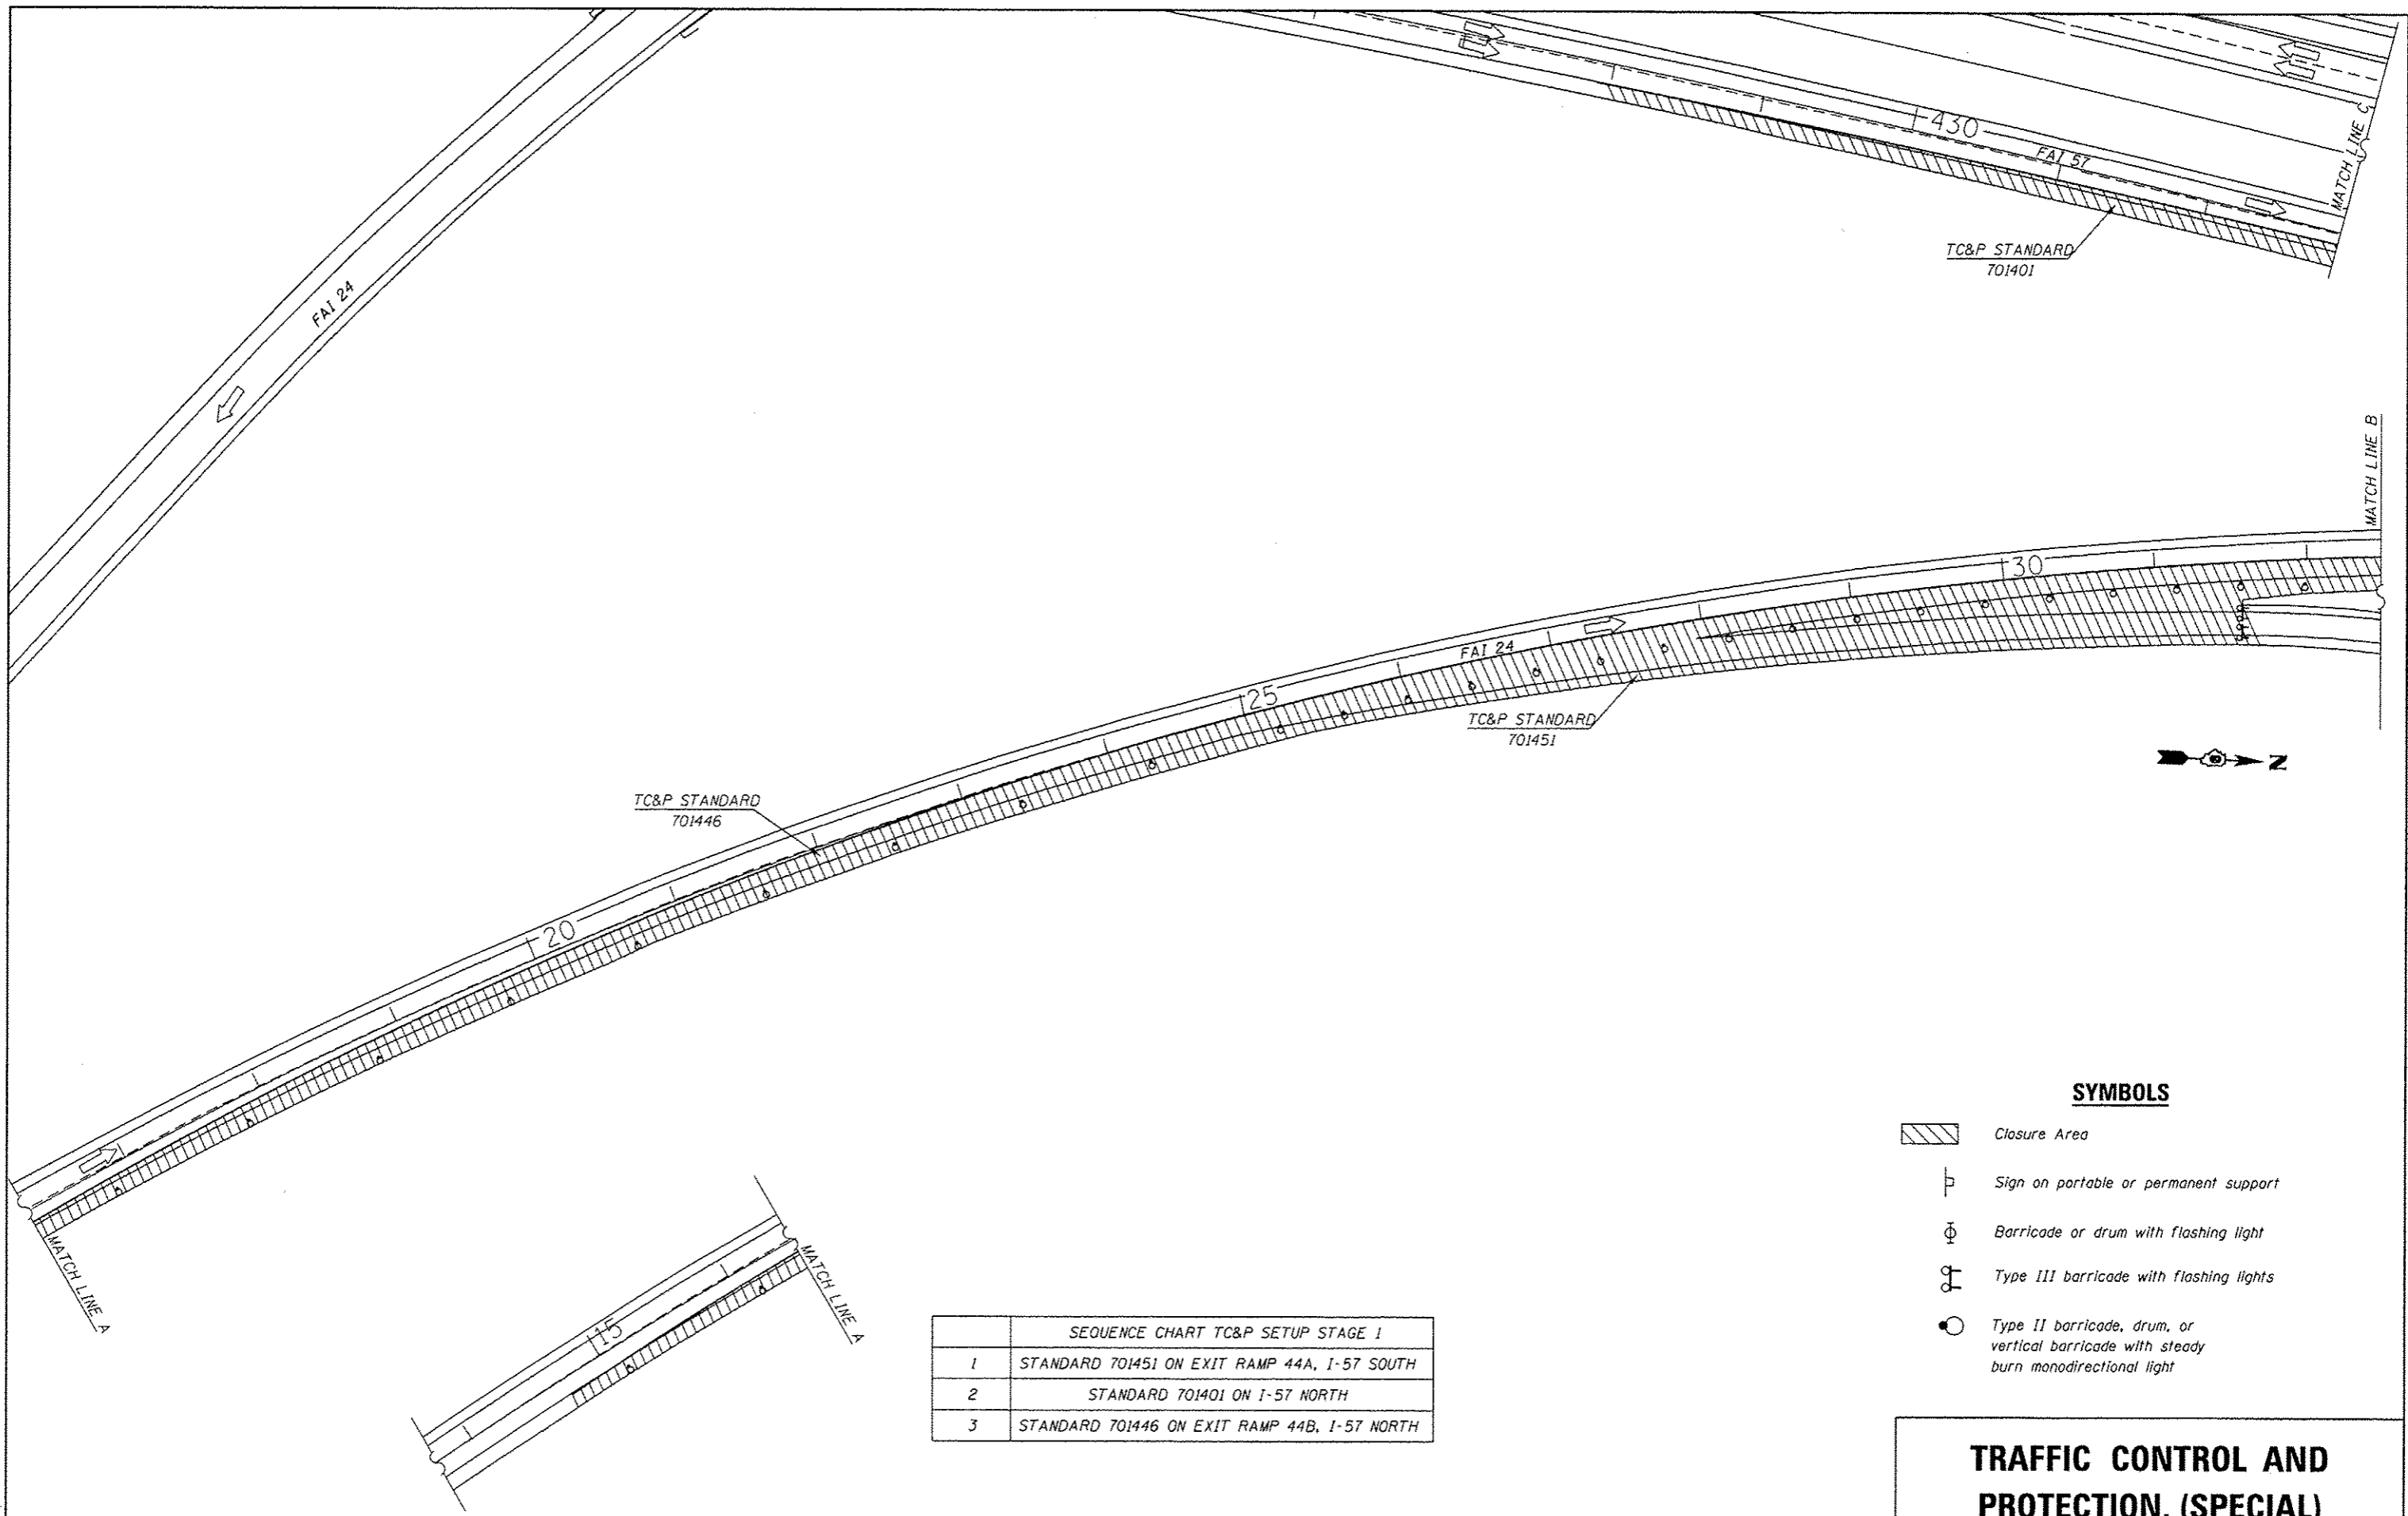 430
FAI 57
MATCH LINE C
TC&P STANDARD
701401
FAI 24
MATCH LINE B
30
FAI 24
25
TC&P STANDARD
701451
N
TC&P STANDARD
701446
20
MATCH LINE A
15
MATCH LINE A
SEQUENCE CHART TC&P SETUP STAGE 1
1 STANDARD 701451 ON EXIT RAMP 44A, I-57 SOUTH
2 STANDARD 701401 ON I-57 NORTH
3 STANDARD 701446 ON EXIT RAMP 44B, I-57 NORTH
SYMBOLS
Closure Area
Sign on portable or permanent support
Barricade or drum with flashing light
Type III barricade with flashing lights
Type II barricade, drum, or
vertical barricade with steady
burn monodirectional light
TRAFFIC CONTROL AND
PROTECTION, (SPECIAL)